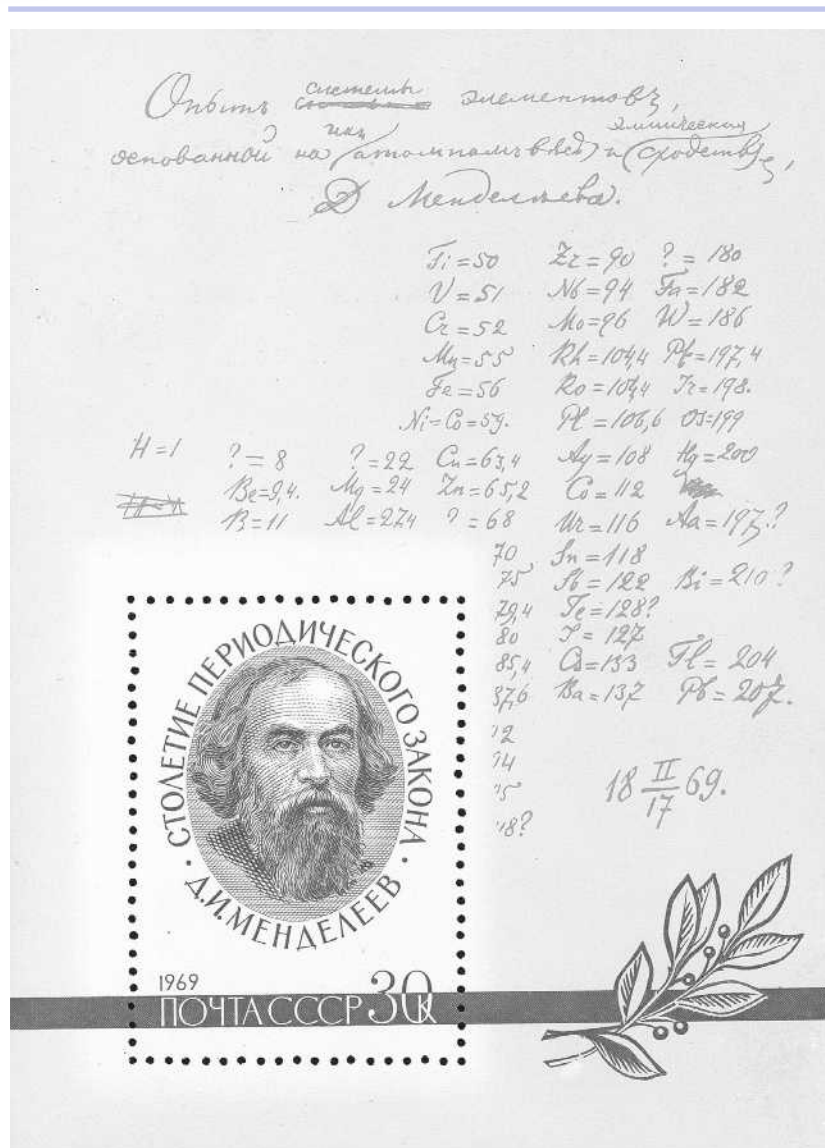 Опытъ системы элементовъ,
основанной на ихъ атомномъ вѣсѣ и химическомъ сродствѣ,
Д Менделѣева.
Ti = 50 Zr = 90 ? = 180
V = 51 Nb = 94 Ta = 182
Cr = 52 Mo = 96 W = 186
Mn = 55 Rh = 104,4 Pt = 197,4
Fe = 56 Ro = 104,4 Ir = 198.
Ni = Co = 59. Pl = 106,6 Os = 199
H = 1 ? = 8 ? = 22 Cu = 63,4 Ag = 108 Hg = 200
Be = 9,4. Mg = 24 Zn = 65,2 Cd = 112
B = 11 Al = 27,4 ? = 68 Ur = 116 Au = 197?
70 Sn = 118
75 Sb = 122 Bi = 210?
79,4 Te = 128?
80 I = 127
85,4 Cs = 133 Tl = 204
87,6 Ba = 137 Pb = 207.
92
94
95
118?
18 II/17 69.
СТОЛЕТИЕ ПЕРИОДИЧЕСКОГО ЗАКОНА
· Д.И.МЕНДЕЛЕЕВ ·
1969
ПОЧТА СССР 30К